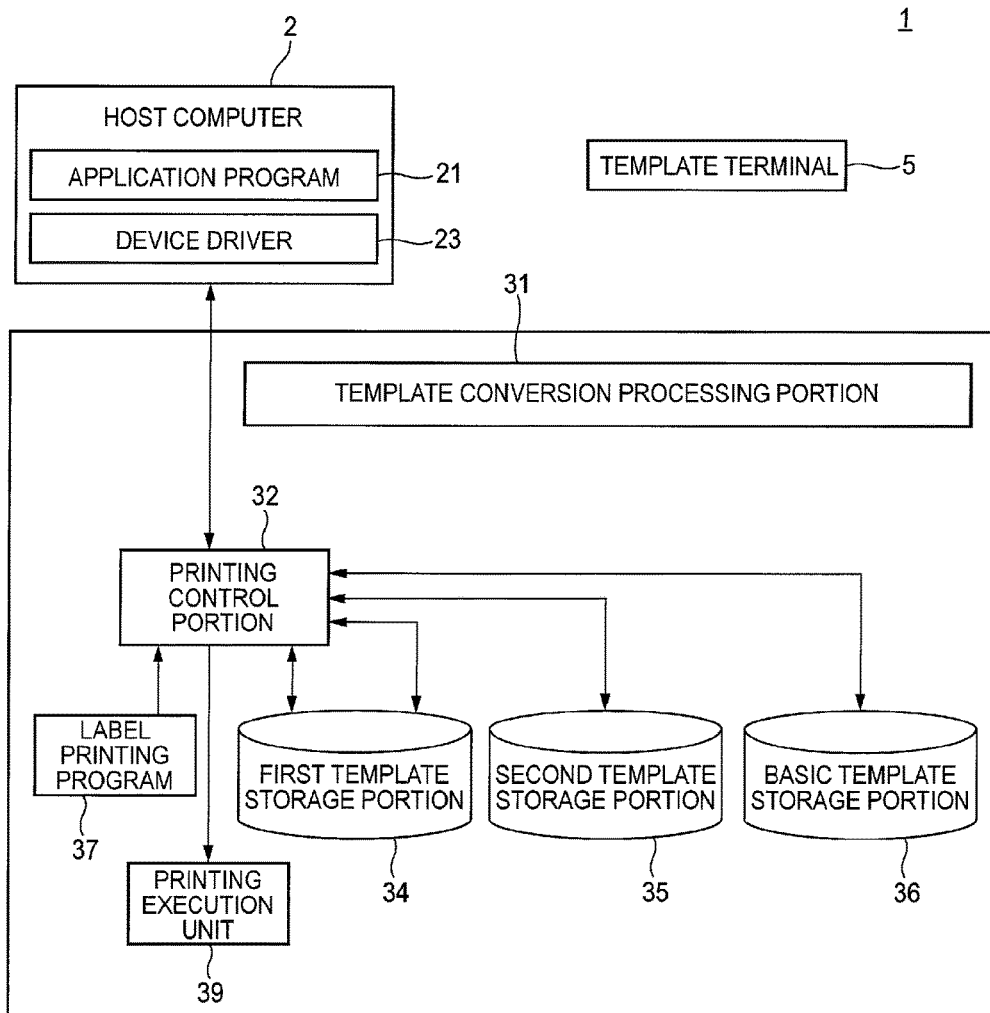 1
2
HOST COMPUTER
APPLICATION PROGRAM
21
DEVICE DRIVER
23
TEMPLATE TERMINAL
5
31
TEMPLATE CONVERSION PROCESSING PORTION
32
PRINTING
CONTROL
PORTION
LABEL
PRINTING
PROGRAM
37
FIRST TEMPLATE
STORAGE PORTION
34
SECOND TEMPLATE
STORAGE PORTION
35
BASIC TEMPLATE
STORAGE PORTION
36
PRINTING
EXECUTION
UNIT
39